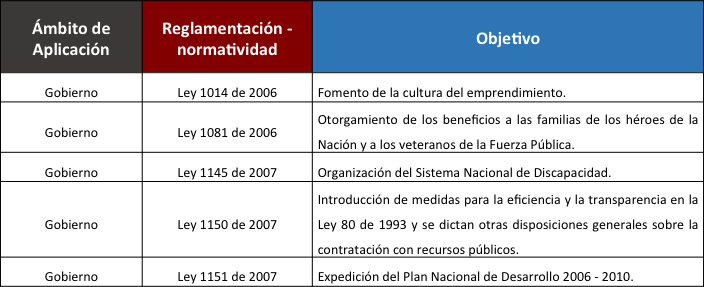 Ámbito de Aplicación
Reglamentación - normatividad
Objetivo
Gobierno
Ley 1014 de 2006
Fomento de la cultura del emprendimiento.
Gobierno
Ley 1081 de 2006
Otorgamiento de los beneficios a las familias de los héroes de la
Nación y a los veteranos de la Fuerza Pública.
Gobierno
Ley 1145 de 2007
Organización del Sistema Nacional de Discapacidad.
Gobierno
Ley 1150 de 2007
Introducción de medidas para la eficiencia y la transparencia en la
Ley 80 de 1993 y se dictan otras disposiciones generales sobre la
contratación con recursos públicos.
Gobierno
Ley 1151 de 2007
Expedición del Plan Nacional de Desarrollo 2006 - 2010.